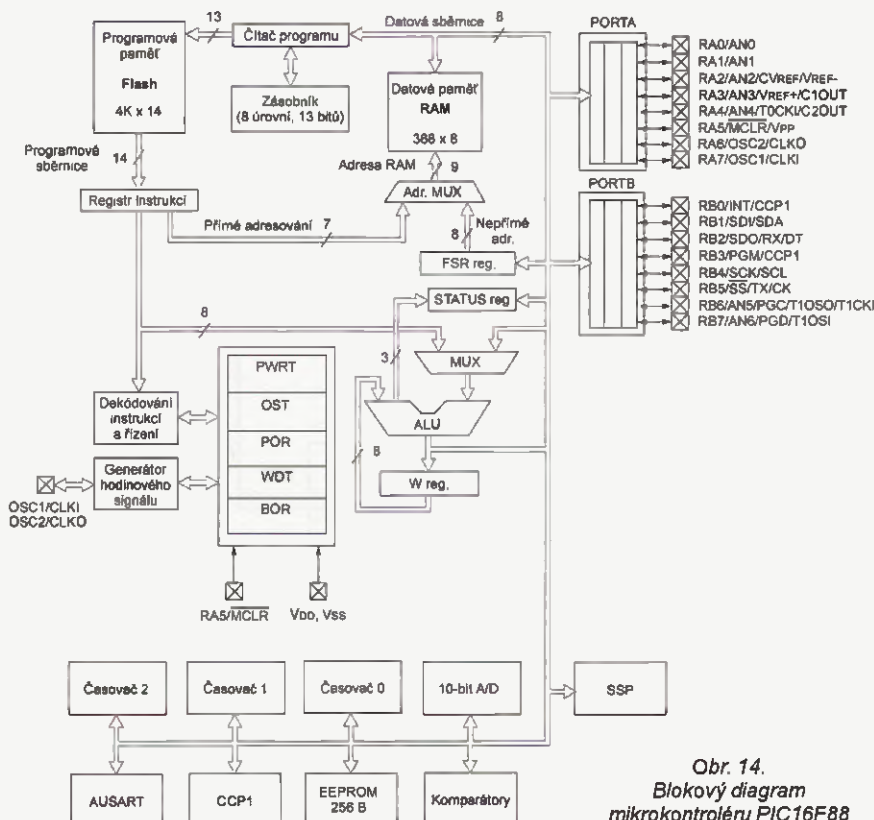 13
Datová sběrnice
8
Programová
paměť
Flash
4K x 14
Čítač programu
Zásobník
(8 úrovní, 13 bitů)
Datová paměť
RAM
368 x 8
Programová
sběrnice
14
Adresa RAM
9
Registr Instrukcí
Adr. MUX
Přímé adresování
7
8
Nepřímé
adr.
FSR reg.
STATUS reg
8
3
MUX
ALU
8
W reg.
PWRT
OST
POR
WDT
BOR
Dekódování
instrukcí
a řízení
Generátor
hodinového
signálu
OSC1/CLKI
OSC2/CLKO
RA5/MCLR
VDD, VSS
PORTA
RA0/AN0
RA1/AN1
RA2/AN2/CVREF/VREF-
RA3/AN3/VREF+/C1OUT
RA4/AN4/T0CKI/C2OUT
RA5/MCLR/VPP
RA6/OSC2/CLKO
RA7/OSC1/CLKI
PORTB
RB0/INT/CCP1
RB1/SDI/SDA
RB2/SDO/RX/DT
RB3/PGM/CCP1
RB4/SCK/SCL
RB5/SS/TX/CK
RB6/AN5/PGC/T1OSO/T1CKI
RB7/AN6/PGD/T1OSI
Časovač 2
Časovač 1
Časovač 0
10-bit A/D
SSP
AUSART
CCP1
EEPROM
256 B
Komparátory
Obr. 14.
Blokový diagram
mikrokontroléru PIC16F88